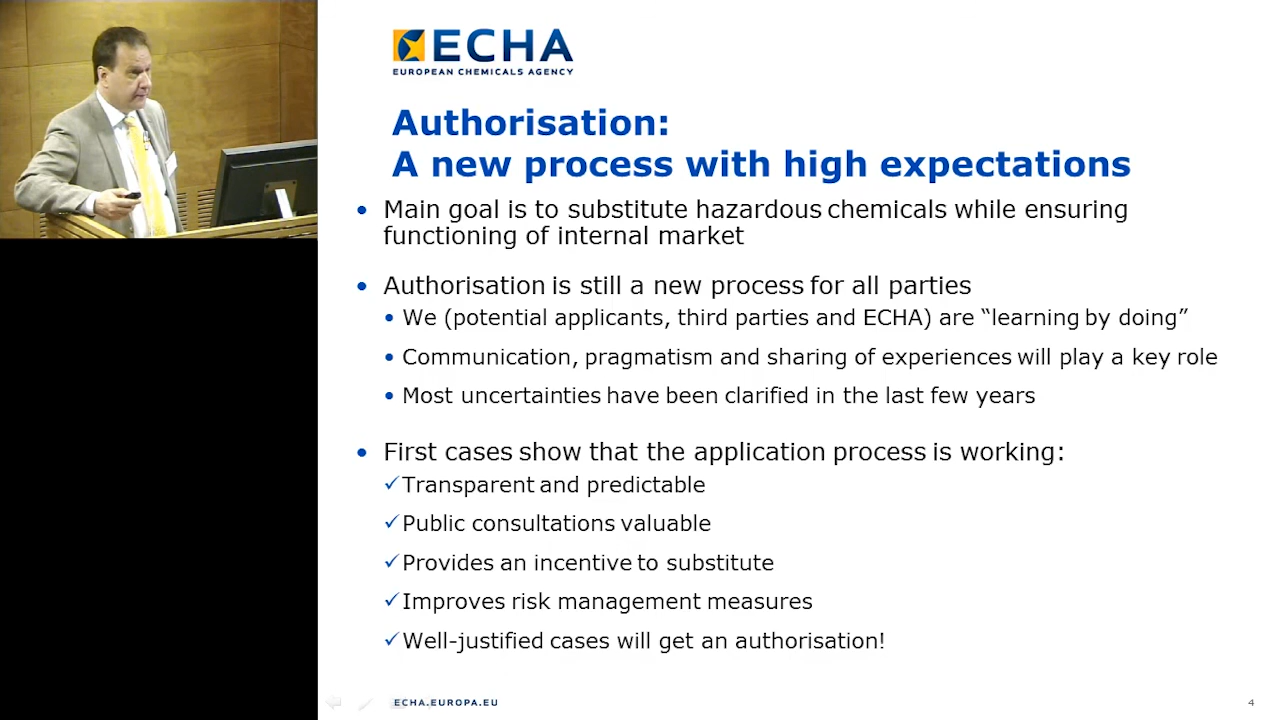 ECHA
EUROPEAN CHEMICALS AGENCY
Authorisation:
A new process with high expectations
• Main goal is to substitute hazardous chemicals while ensuring
functioning of internal market
• Authorisation is still a new process for all parties
• We (potential applicants, third parties and ECHA) are “learning by doing”
• Communication, pragmatism and sharing of experiences will play a key role
• Most uncertainties have been clarified in the last few years
• First cases show that the application process is working:
✓Transparent and predictable
✓Public consultations valuable
✓Provides an incentive to substitute
✓Improves risk management measures
✓Well-justified cases will get an authorisation!
ECHA.EUROPA.EU
4